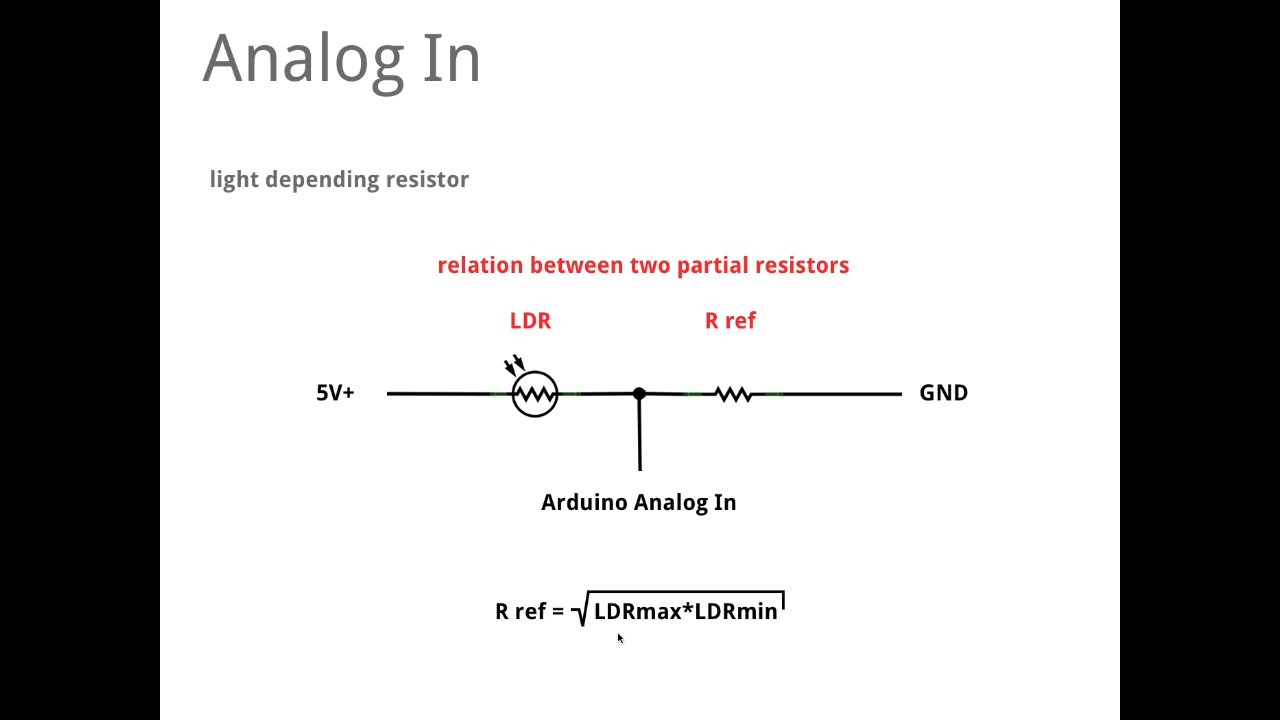 Analog In
light depending resistor
relation between two partial resistors
LDR R ref
5V+ GND
Arduino Analog In
R ref = √LDRmax*LDRmin